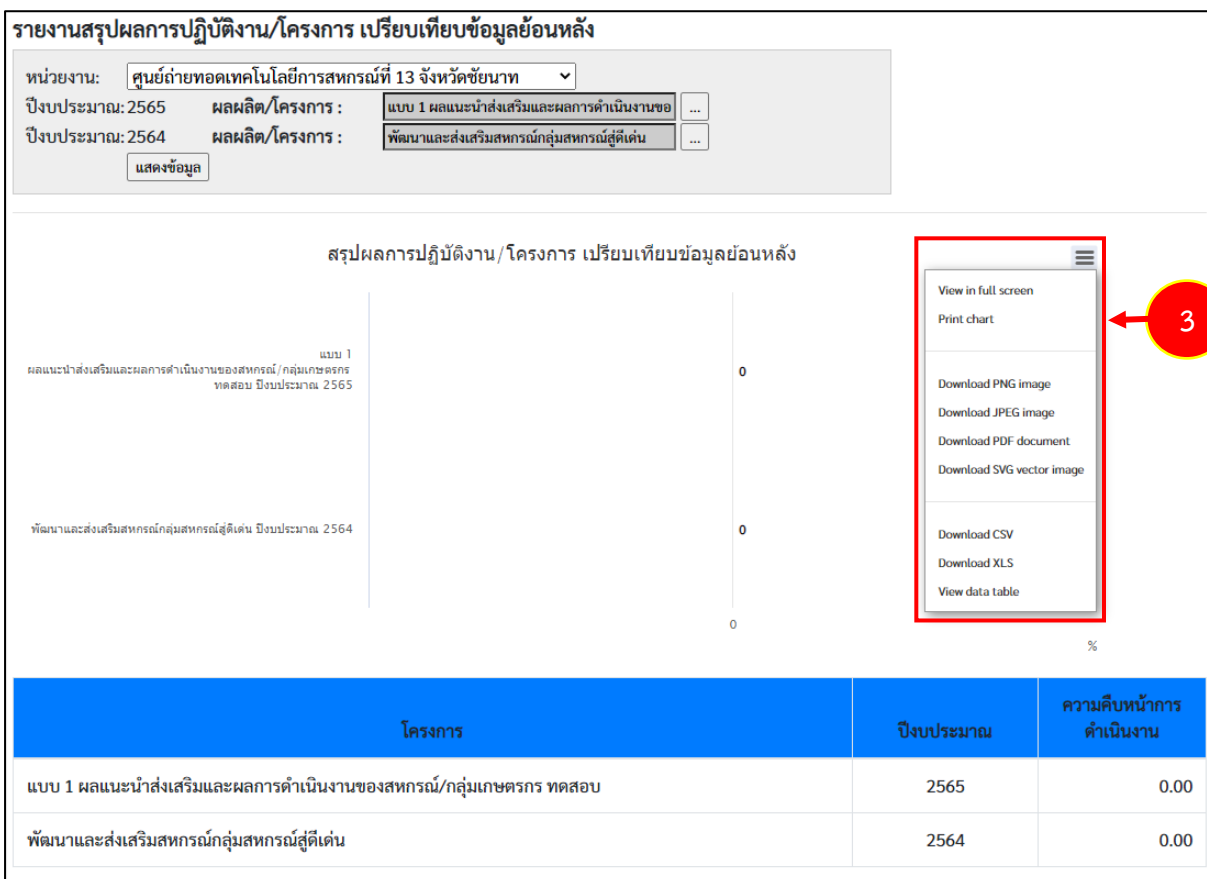 รายงานสรุปผลการปฏิบัติงาน/โครงการ เปรียบเทียบข้อมูลย้อนหลัง
หน่วยงาน: ศูนย์ถ่ายทอดเทคโนโลยีการสหกรณ์ที่ 13 จังหวัดชัยนาท
ปีงบประมาณ: 2565 ผลผลิต/โครงการ : แบบ 1 ผลแนะนำส่งเสริมและผลการดำเนินงานขอ ...
ปีงบประมาณ: 2564 ผลผลิต/โครงการ : พัฒนาและส่งเสริมสหกรณ์กลุ่มสหกรณ์สู่ดีเด่น ...
แสดงข้อมูล
สรุปผลการปฏิบัติงาน/โครงการ เปรียบเทียบข้อมูลย้อนหลัง
แบบ 1
ผลแนะนำส่งเสริมและผลการดำเนินงานของสหกรณ์/กลุ่มเกษตรกร
ทดสอบ ปีงบประมาณ 2565
0
พัฒนาและส่งเสริมสหกรณ์กลุ่มสหกรณ์สู่ดีเด่น ปีงบประมาณ 2564
0
0
%
View in full screen
Print chart
Download PNG image
Download JPEG image
Download PDF document
Download SVG vector image
Download CSV
Download XLS
View data table
3
โครงการ ปีงบประมาณ ความคืบหน้าการ
ดำเนินงาน
แบบ 1 ผลแนะนำส่งเสริมและผลการดำเนินงานของสหกรณ์/กลุ่มเกษตรกร ทดสอบ 2565 0.00
พัฒนาและส่งเสริมสหกรณ์กลุ่มสหกรณ์สู่ดีเด่น 2564 0.00